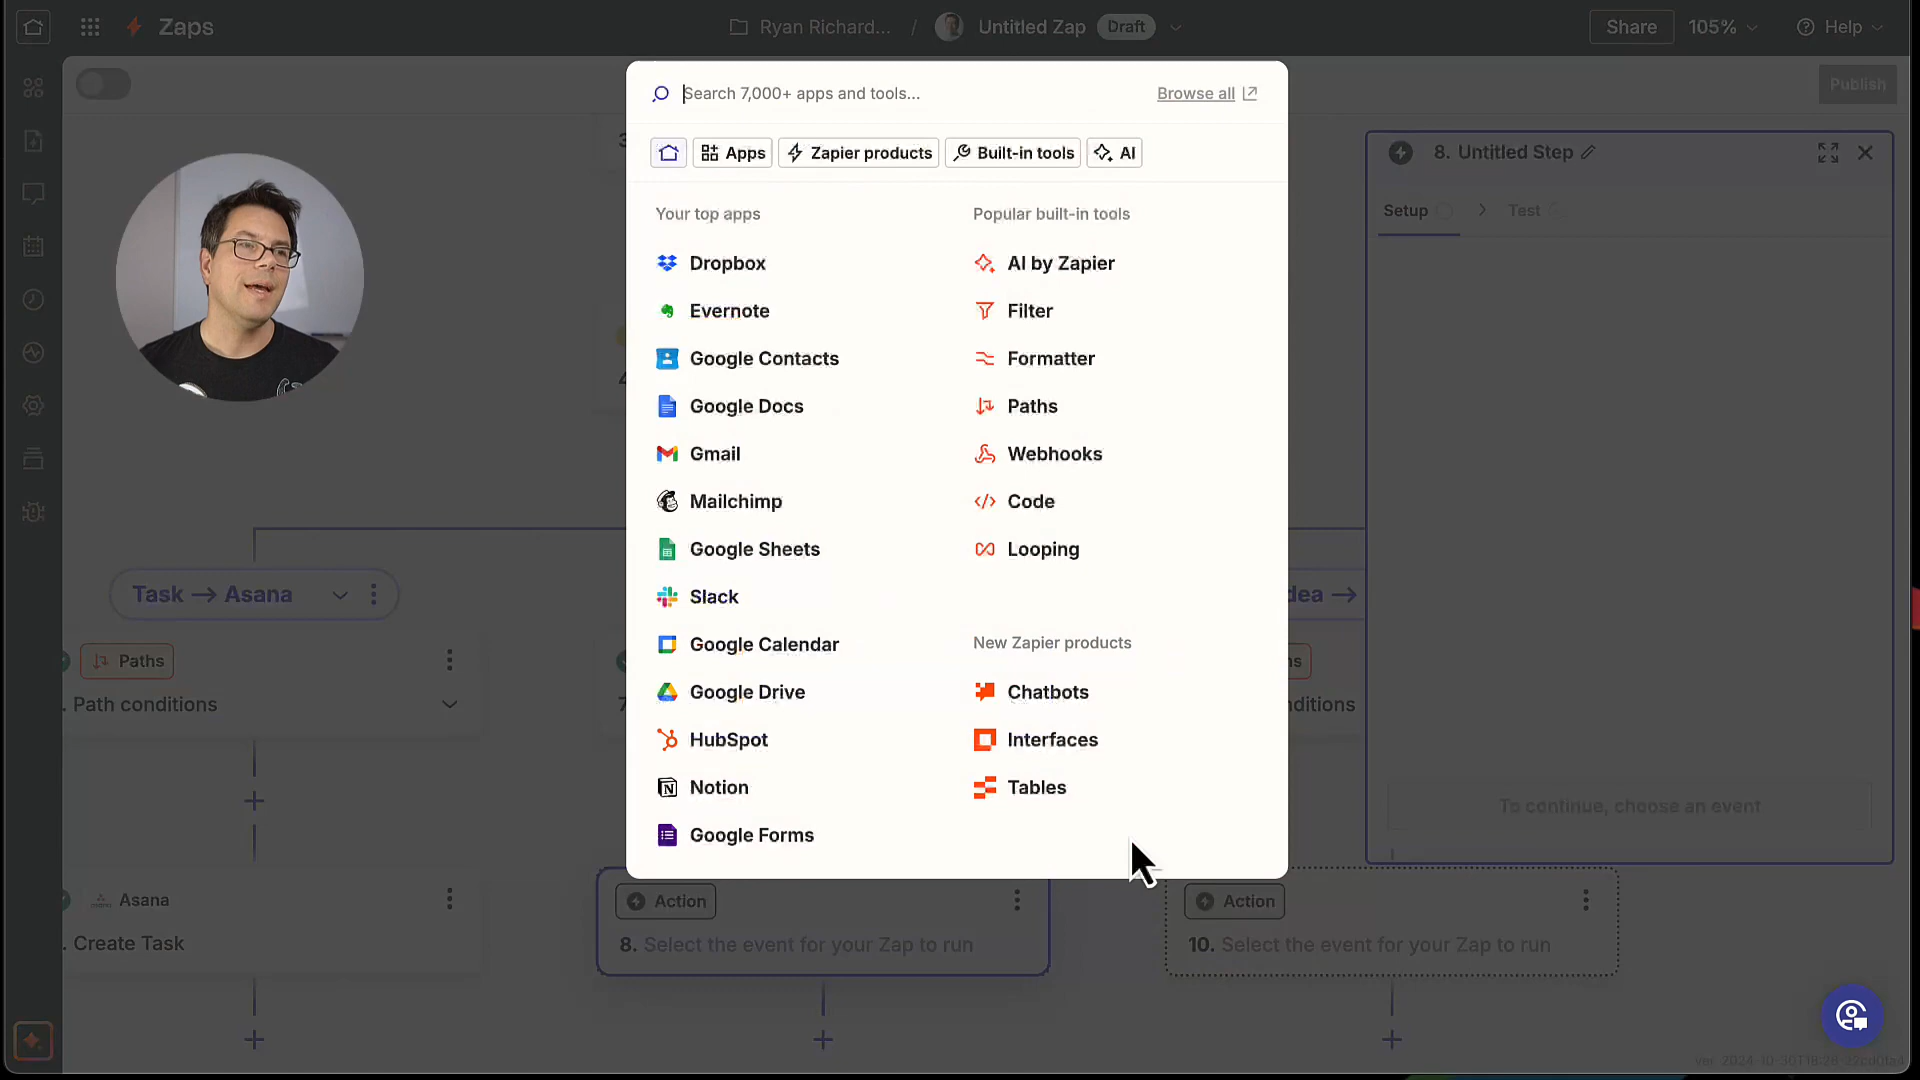 Zaps
Ryan Richard... / Untitled Zap Draft
Share 105% Help
Publish
Search 7,000+ apps and tools...
Browse all
Apps
Zapier products
Built-in tools
AI
Your top apps
Dropbox
Evernote
Google Contacts
Google Docs
Gmail
Mailchimp
Google Sheets
Slack
Google Calendar
Google Drive
HubSpot
Notion
Google Forms
Popular built-in tools
AI by Zapier
Filter
Formatter
Paths
Webhooks
Code
Looping
New Zapier products
Chatbots
Interfaces
Tables
8. Untitled Step
Setup
Test
To continue, choose an event
Task → Asana
Paths
. Path conditions
Asana
. Create Task
Action
8. Select the event for your Zap to run
dea →
ns
nditions
Action
10. Select the event for your Zap to run